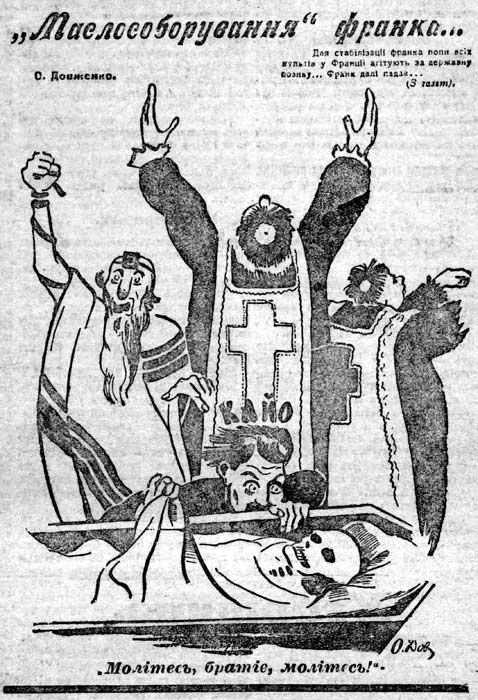 „Маслособорування“ франка...
О. Довженко.
Для стабілізації франка попи всіх
культів у Франції агітують за державну
позику... Франк далі падає...
(З газет).
КАЙО
О.Дов
„Молітесь, братіє, молітесь!“-